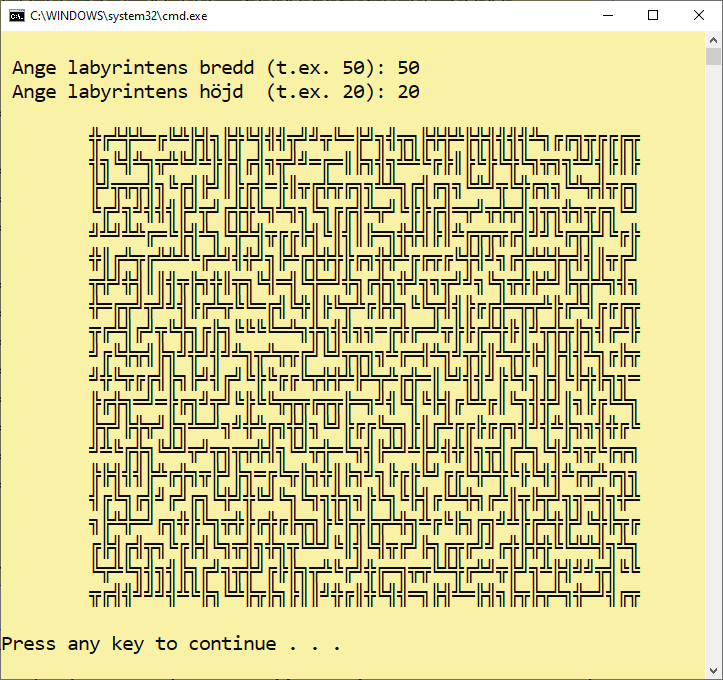 C:\WINDOWS\system32\cmd.exe
Ange labyrintens bredd (t.ex. 50): 50
Ange labyrintens höjd  (t.ex. 20): 20
Press any key to continue . . .